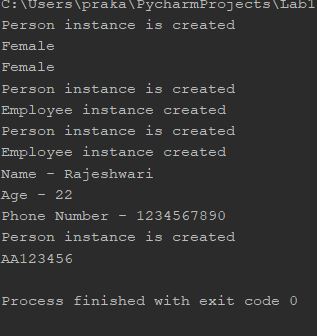 C:\Users\praka\PycharmProjects\Lab1
Person instance is created
Female
Female
Person instance is created
Employee instance created
Person instance is created
Employee instance created
Name - Rajeshwari
Age - 22
Phone Number - 1234567890
Person instance is created
AA123456
Process finished with exit code 0